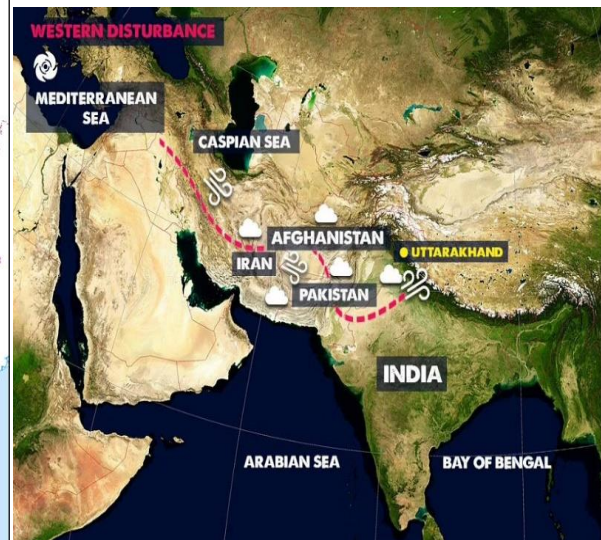 WESTERN DISTURBANCE
MEDITERRANEAN
SEA
CASPIAN SEA
AFGHANISTAN
IRAN
UTTARAKHAND
PAKISTAN
INDIA
ARABIAN SEA
BAY OF BENGAL